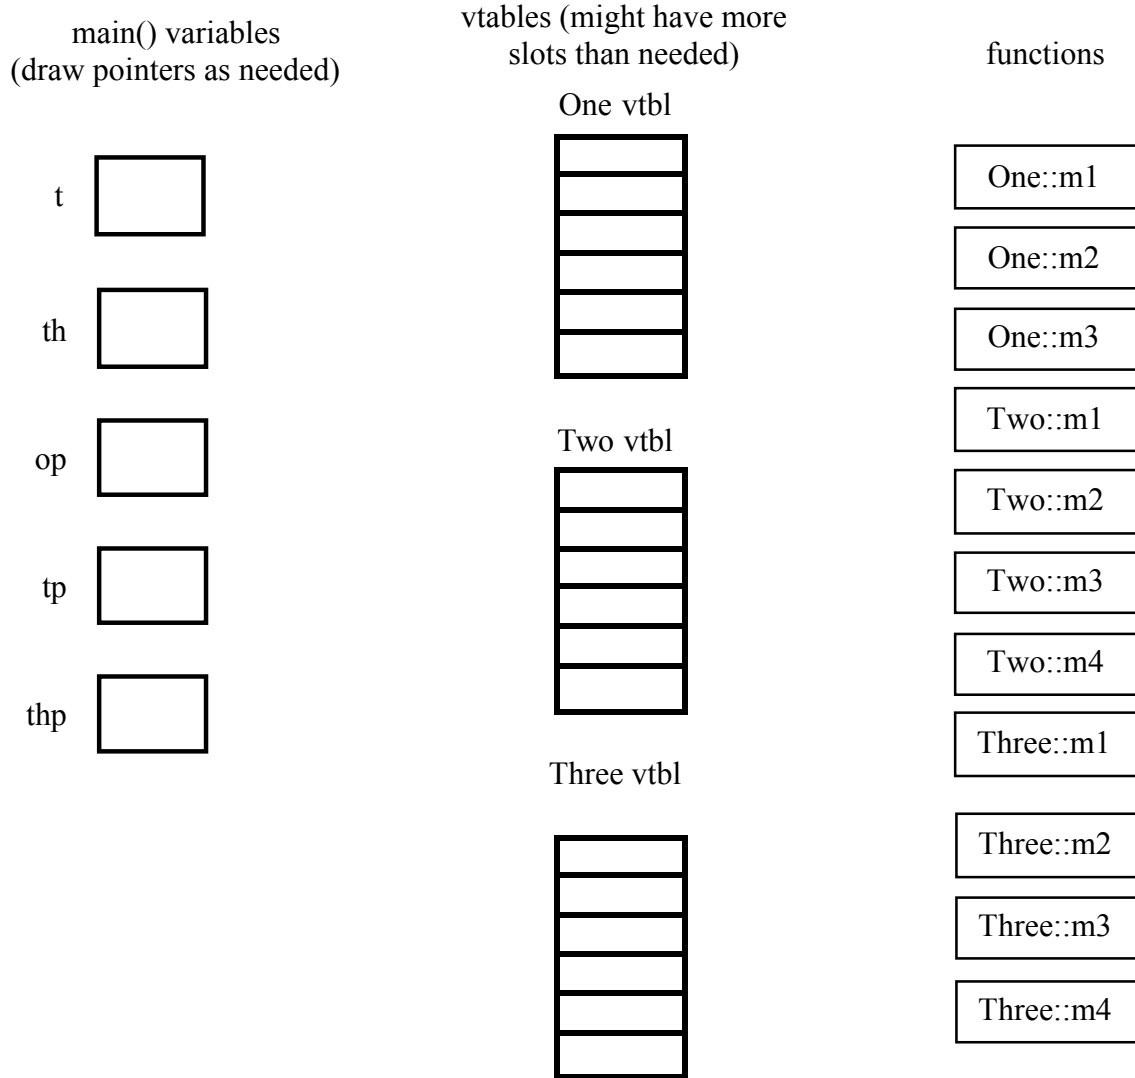 main() variables
(draw pointers as needed)
t
th
op
tp
thp
vtables (might have more
slots than needed)
One vtbl
Two vtbl
Three vtbl
functions
One::m1
One::m2
One::m3
Two::m1
Two::m2
Two::m3
Two::m4
Three::m1
Three::m2
Three::m3
Three::m4